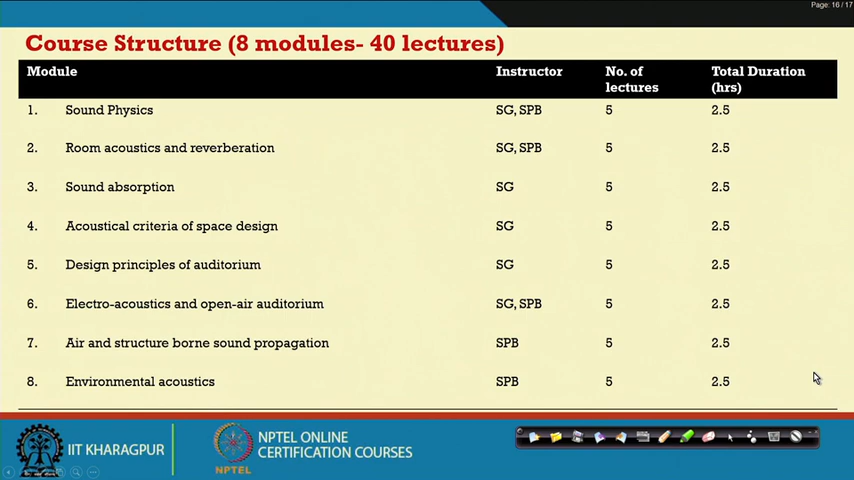 Page: 16 / 17
Course Structure (8 modules- 40 lectures)
Module Instructor No. of lectures Total Duration (hrs)
1. Sound Physics SG, SPB 5 2.5
2. Room acoustics and reverberation SG, SPB 5 2.5
3. Sound absorption SG 5 2.5
4. Acoustical criteria of space design SG 5 2.5
5. Design principles of auditorium SG 5 2.5
6. Electro-acoustics and open-air auditorium SG, SPB 5 2.5
7. Air and structure borne sound propagation SPB 5 2.5
8. Environmental acoustics SPB 5 2.5
IIT KHARAGPUR
NPTEL
NPTEL ONLINE
CERTIFICATION COURSES